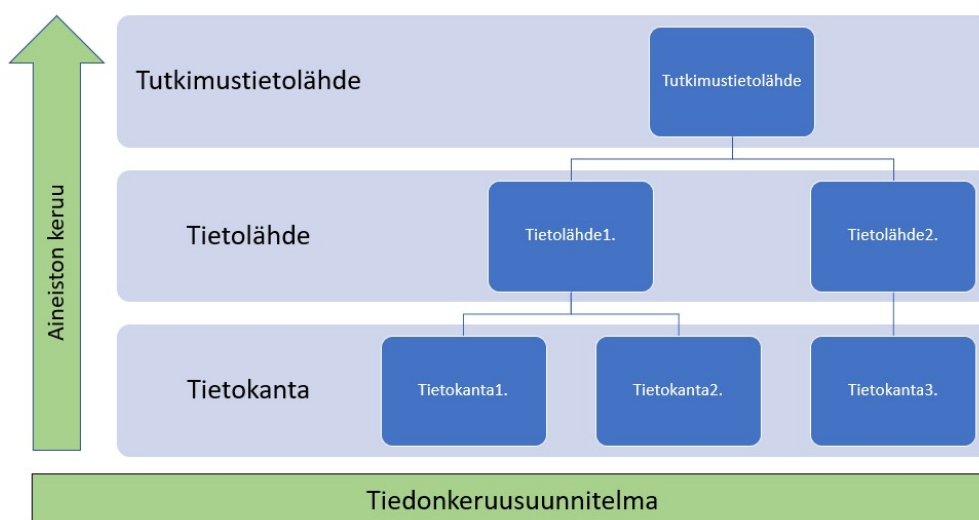 Tutkimustietolähde
Tutkimustietolähde
Aineiston keruu
Tietolähde
Tietolähde1.
Tietolähde2.
Tietokanta
Tietokanta1.
Tietokanta2.
Tietokanta3.
Tiedonkeruusuunnitelma